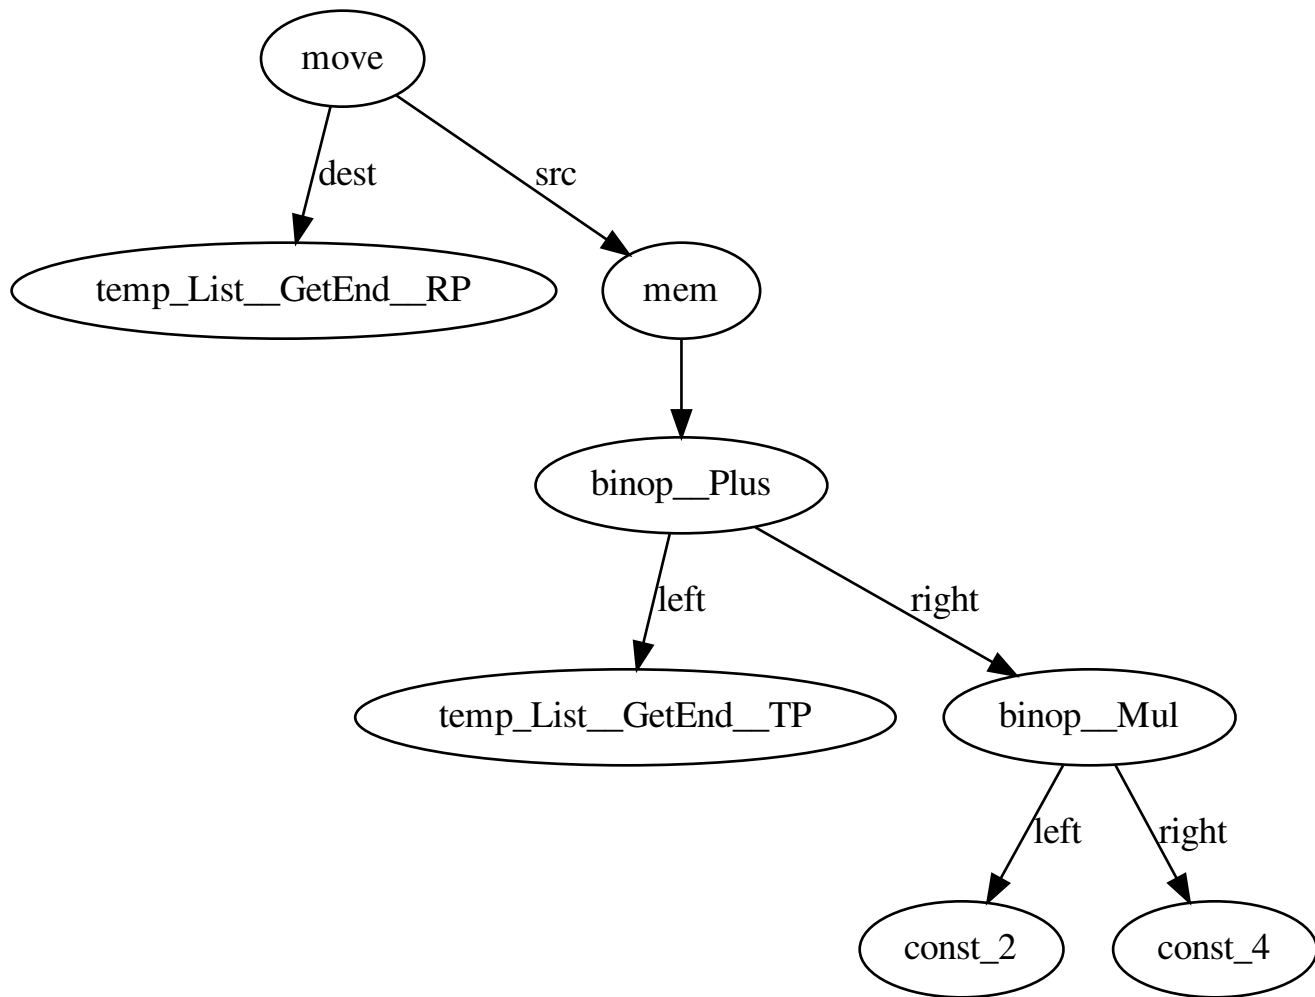 move
dest
src
temp_List__GetEnd__RP
mem
binop__Plus
left
right
temp_List__GetEnd__TP
binop__Mul
left
right
const_2
const_4